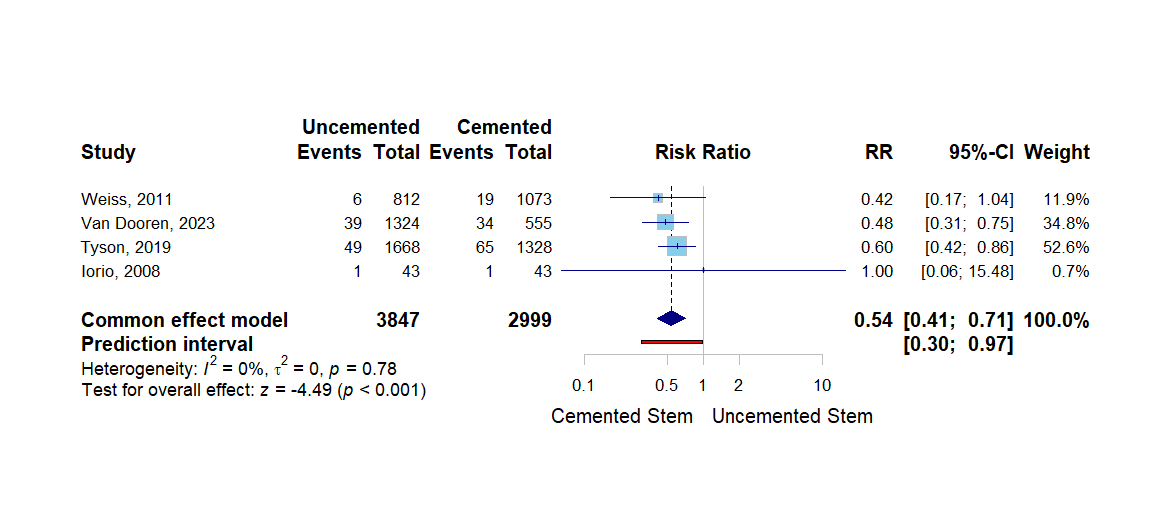 Uncemented Cemented
Study Events Total Events Total Risk Ratio RR 95%-CI Weight
Weiss, 2011 6 812 19 1073 0.42 [0.17; 1.04] 11.9%
Van Dooren, 2023 39 1324 34 555 0.48 [0.31; 0.75] 34.8%
Tyson, 2019 49 1668 65 1328 0.60 [0.42; 0.86] 52.6%
Iorio, 2008 1 43 1 43 1.00 [0.06; 15.48] 0.7%
Common effect model 3847 2999 0.54 [0.41; 0.71] 100.0%
Prediction interval [0.30; 0.97]
Heterogeneity: I² = 0%, τ² = 0, p = 0.78
Test for overall effect: z = -4.49 (p < 0.001)
0.1 0.5 1 2 10
Cemented Stem Uncemented Stem